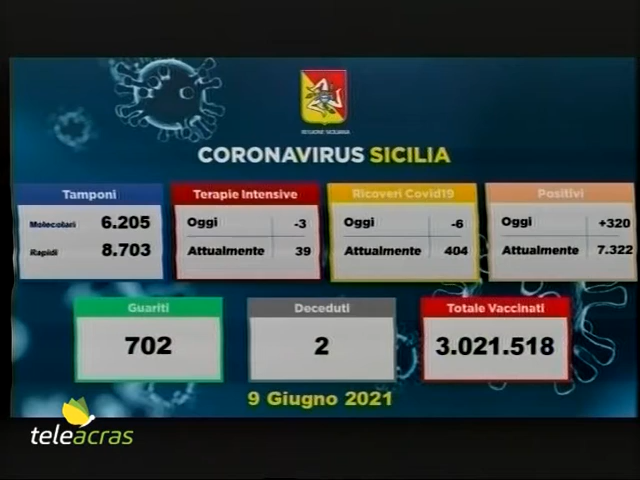 REGIONE SICILIANA
CORONAVIRUS SICILIA
Tamponi
Molecolari 6.205
Rapidi 8.703
Terapie Intensive
Oggi -3
Attualmente 39
Ricoveri Covid19
Oggi -6
Attualmente 404
Positivi
Oggi +320
Attualmente 7.322
Guariti
702
Deceduti
2
Totale Vaccinati
3.021.518
9 Giugno 2021
teleacras